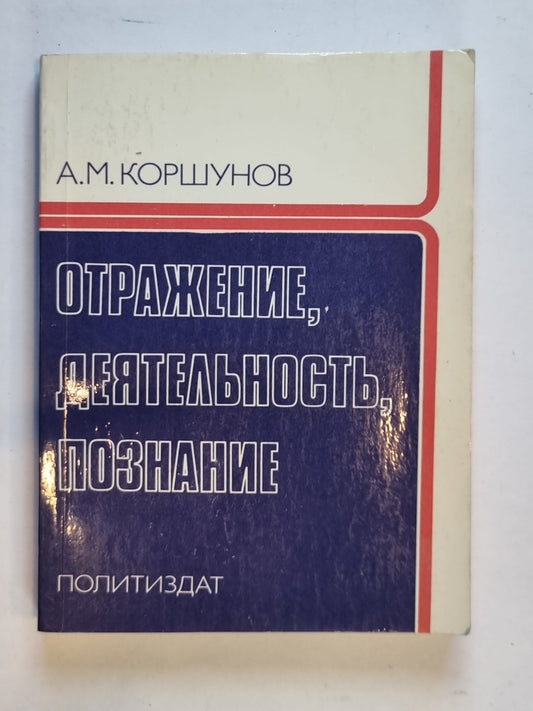 А.М. КОРШУНОВ
ОТРАЖЕНИЕ,
ДЕЯТЕЛЬНОСТЬ,
ПОЗНАНИЕ
ПОЛИТИЗДАТ